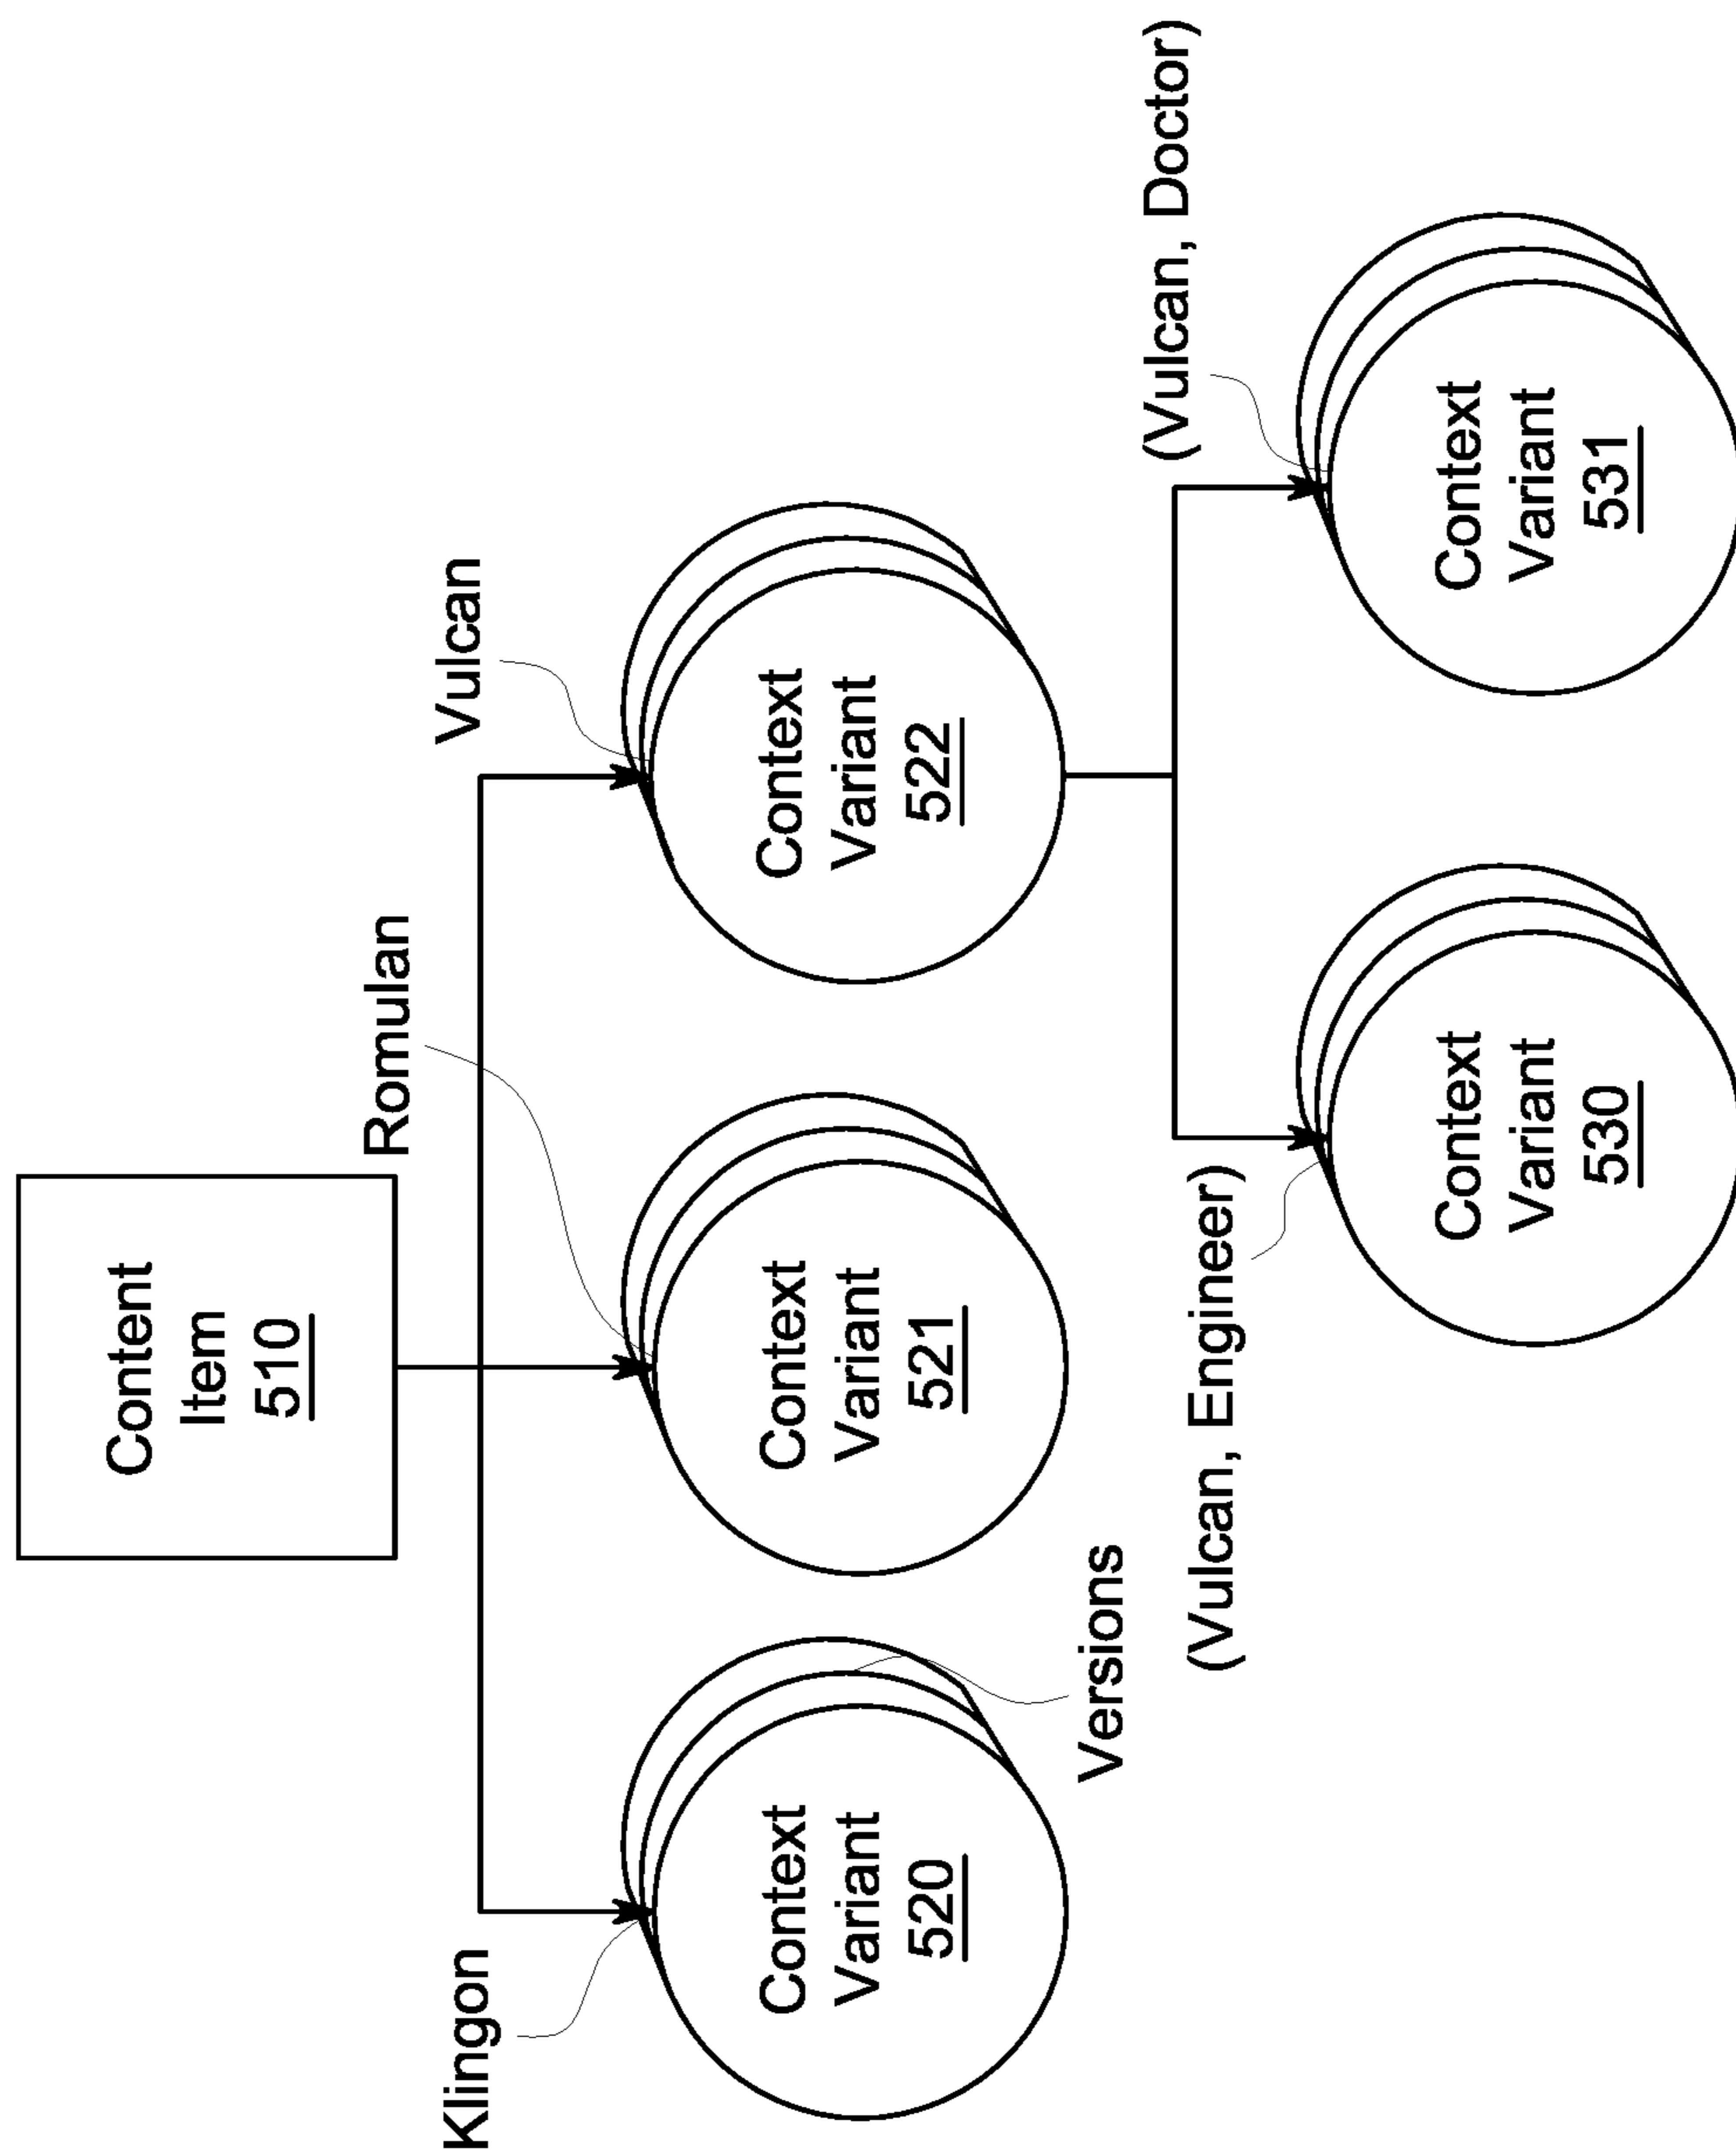 Content
Item
510
Romulan
Klingon
Vulcan
Context
Variant
520
Context
Variant
521
Context
Variant
522
Versions
(Vulcan, Engineer)
(Vulcan, Doctor)
Context
Variant
530
Context
Variant
531